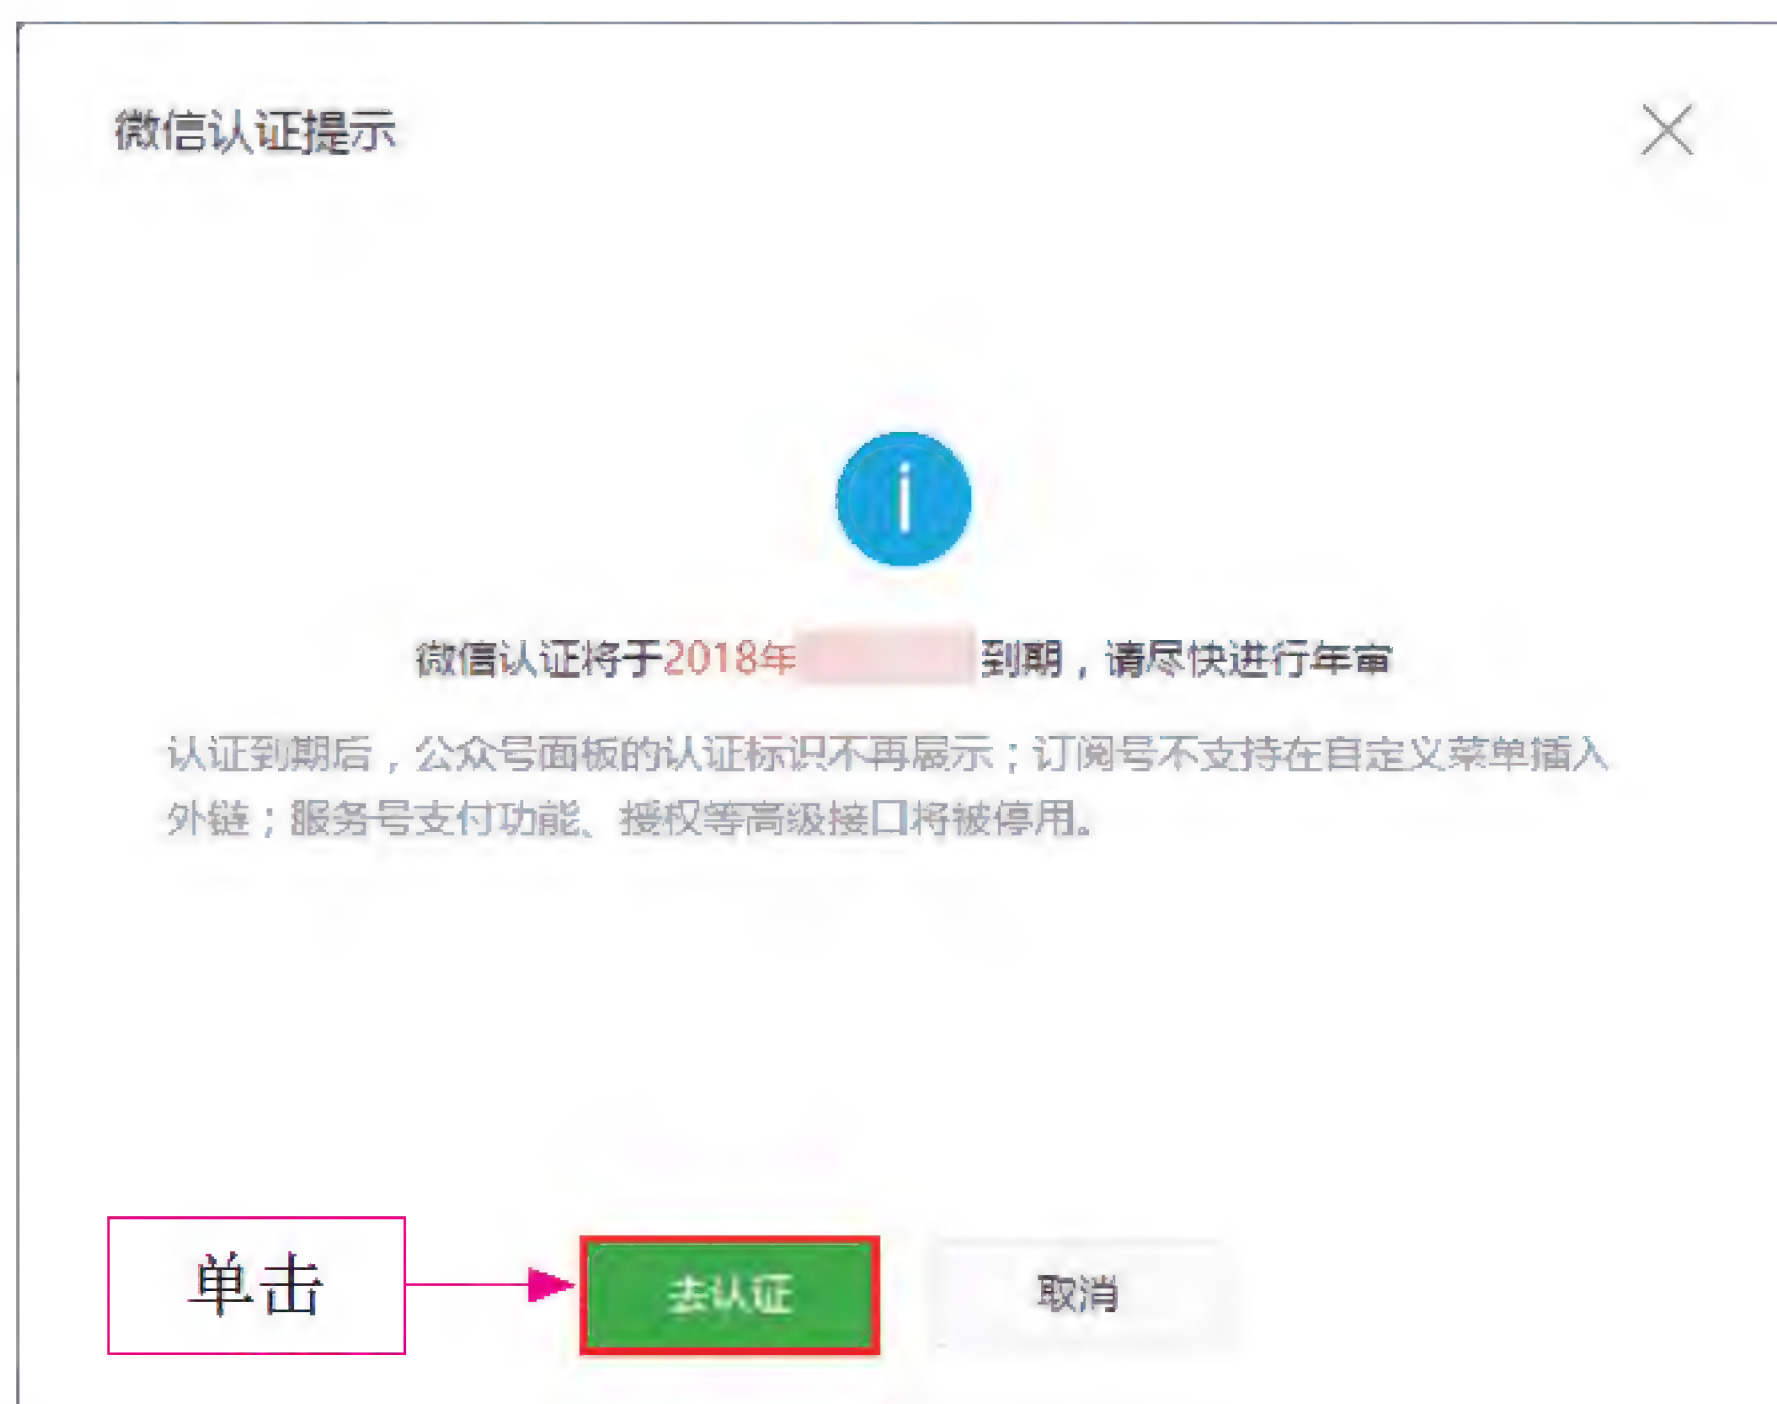 微信认证提示
微信认证将于2018年 到期，请尽快进行年审
认证到期后，公众号面板的认证标识不再展示；订阅号不支持在自定义菜单插入
外链；服务号支付功能、授权等高级接口将被停用。
单击
去认证
取消